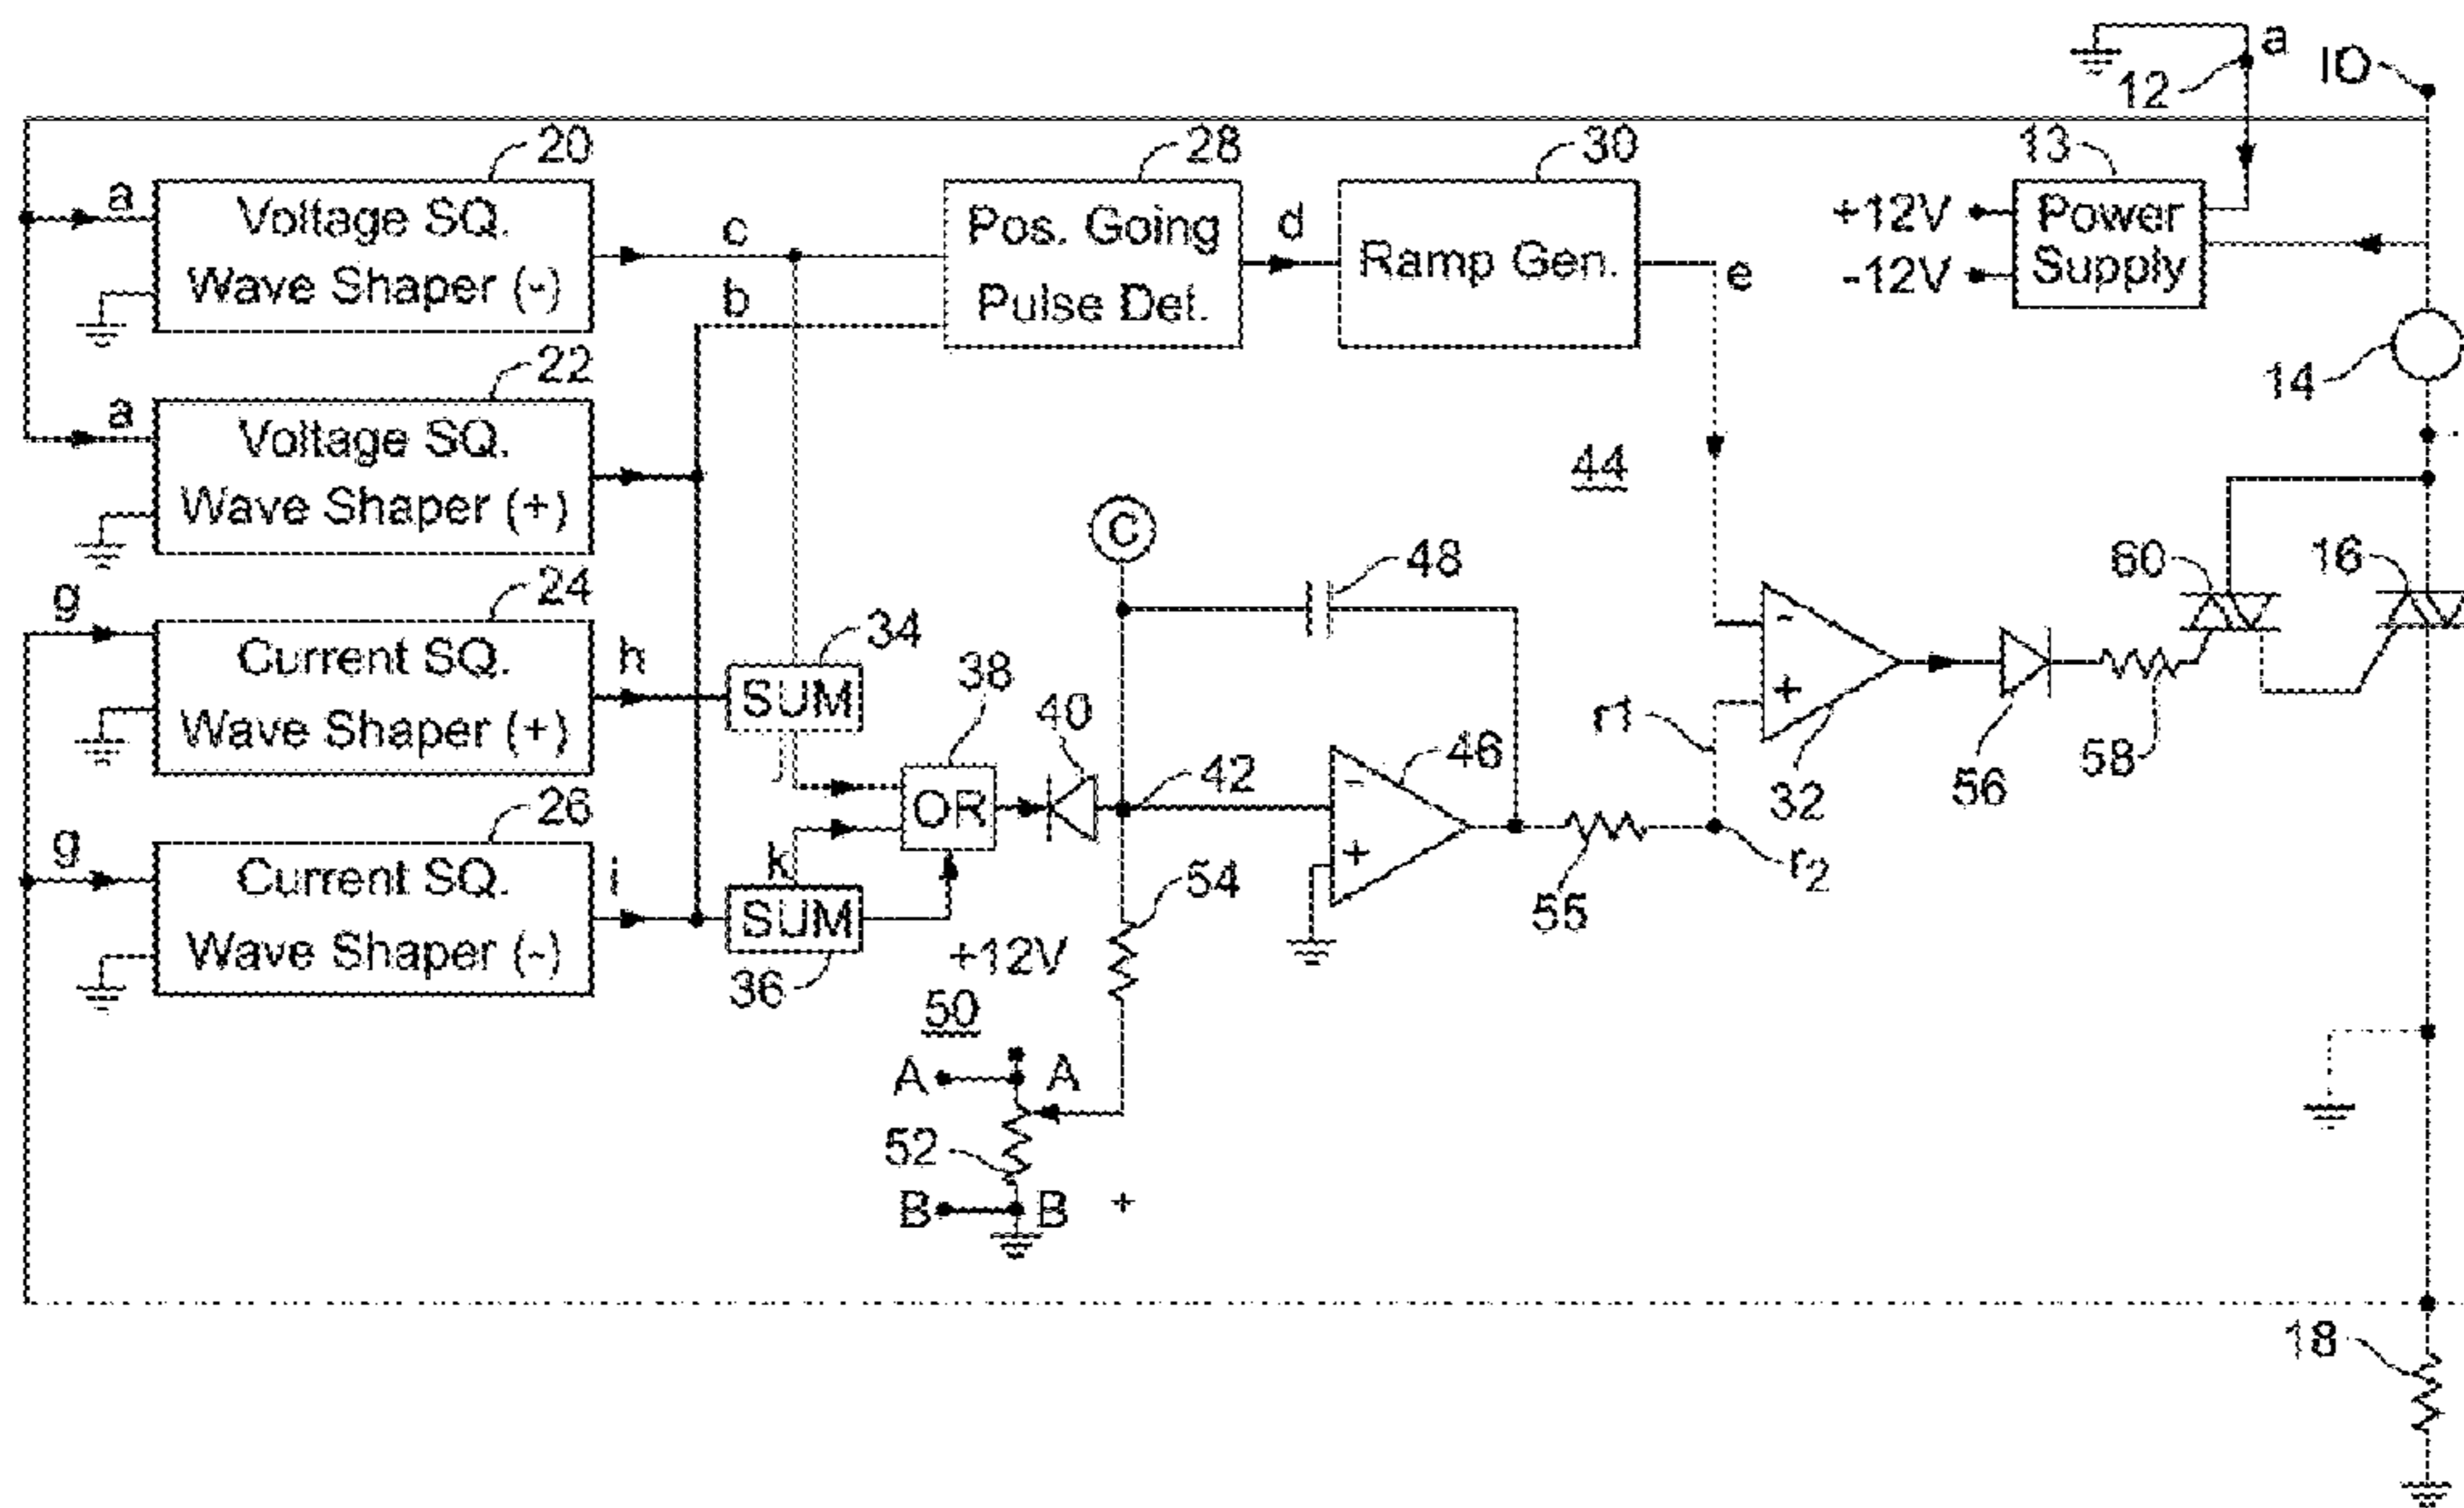 a
IO
12
20
28
30
13
a
Voltage SQ.
Wave Shaper (-)
c
b
Pos. Going
Pulse Det.
d
Ramp Gen.
e
+12V
-12V
Power
Supply
14
22
a
Voltage SQ.
Wave Shaper (+)
44
C
48
60
16
g
24
Current SQ.
Wave Shaper (+)
h
34
SUM
j
38
40
OR
42
46
-
+
r1
-
+
32
56
58
g
26
Current SQ.
Wave Shaper (-)
i
k
SUM
36
54
55
r2
+12V
50
A
A
52
B
B
+
18